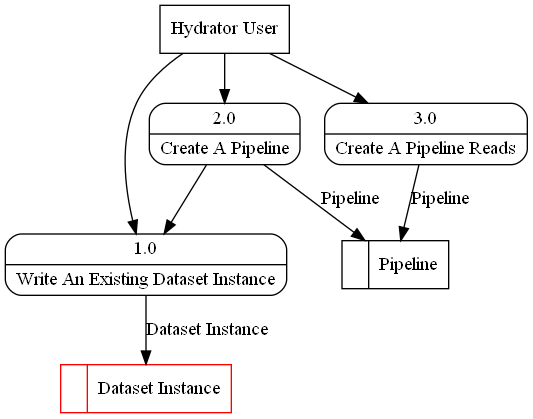 Hydrator User
2.0
Create A Pipeline
3.0
Create A Pipeline Reads
Pipeline
Pipeline
1.0
Write An Existing Dataset Instance
Pipeline
Dataset Instance
Dataset Instance